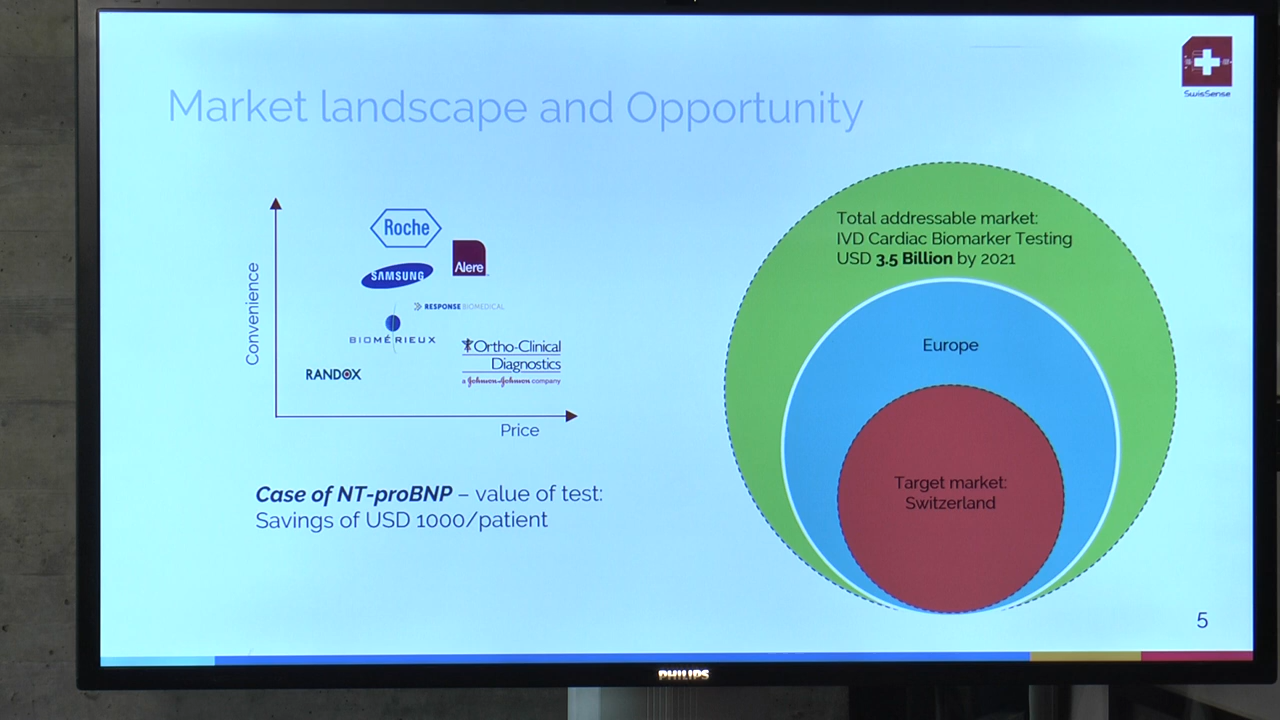 SwisSense
Market landscape and Opportunity
Convenience
Roche
SAMSUNG
Alere
RESPONSE BIOMEDICAL
BIOMÉRIEUX
Ortho-Clinical
Diagnostics
a Johnson-Johnson company
RANDOX
Price
Case of NT-proBNP – value of test:
Savings of USD 1000/patient
Total addressable market:
IVD Cardiac Biomarker Testing
USD 3.5 Billion by 2021
Europe
Target market:
Switzerland
5
PHILIPS